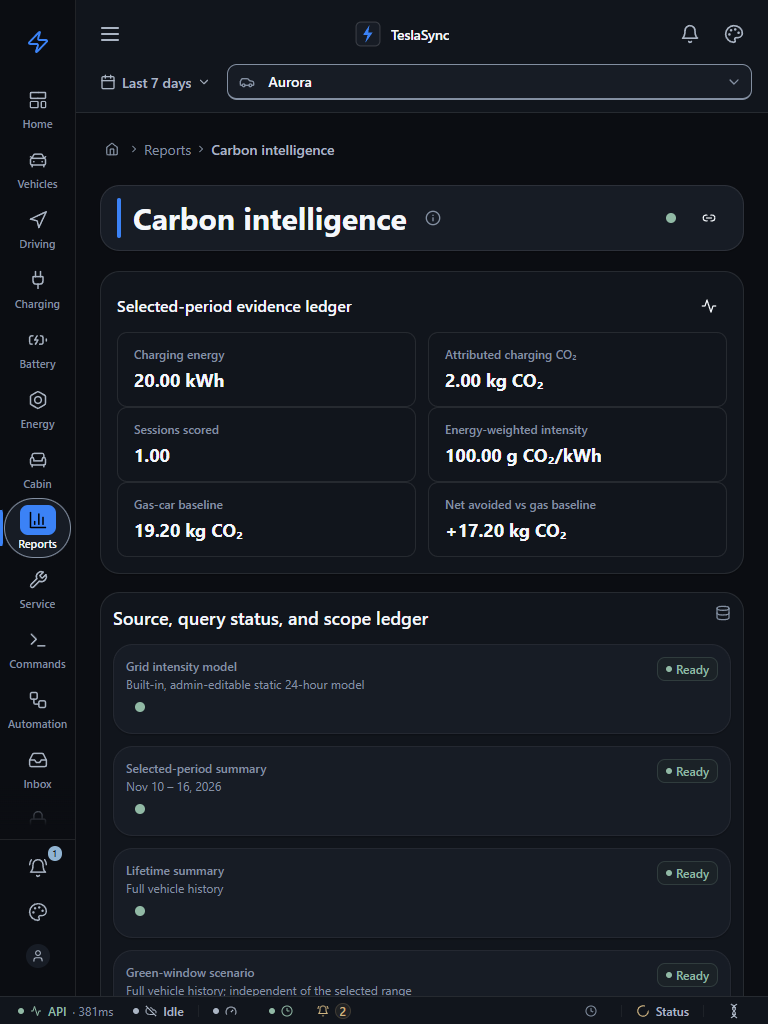 TeslaSync
Last 7 days
Aurora
Home
Vehicles
Driving
Charging
Battery
Energy
Cabin
Reports
Service
Commands
Automation
Inbox
1
Reports
Carbon intelligence
Carbon intelligence
Selected-period evidence ledger
Charging energy
20.00 kWh
Attributed charging CO₂
2.00 kg CO₂
Sessions scored
1.00
Energy-weighted intensity
100.00 g CO₂/kWh
Gas-car baseline
19.20 kg CO₂
Net avoided vs gas baseline
+17.20 kg CO₂
Source, query status, and scope ledger
Grid intensity model
Built-in, admin-editable static 24-hour model
Ready
Selected-period summary
Nov 10 – 16, 2026
Ready
Lifetime summary
Full vehicle history
Ready
Green-window scenario
Full vehicle history; independent of the selected range
Ready
API · 381ms
Idle
2
Status